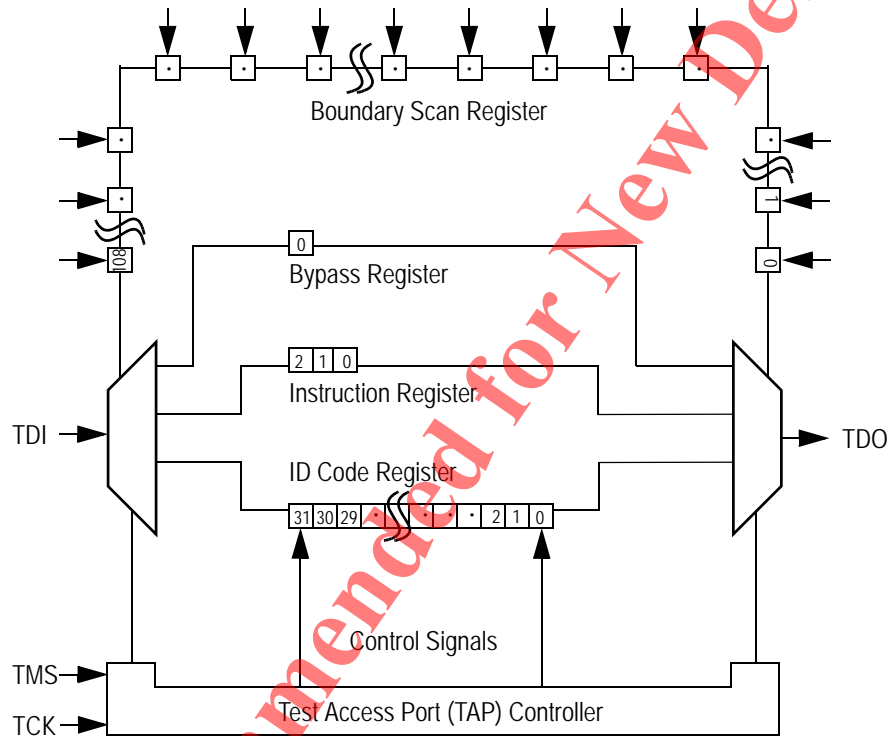 Boundary Scan Register
108
1
0
0
Bypass Register
2 1 0
Instruction Register
TDI
TDO
ID Code Register
31 30 29 · · · · 2 1 0
Control Signals
TMS
Test Access Port (TAP) Controller
TCK
mmended for New De